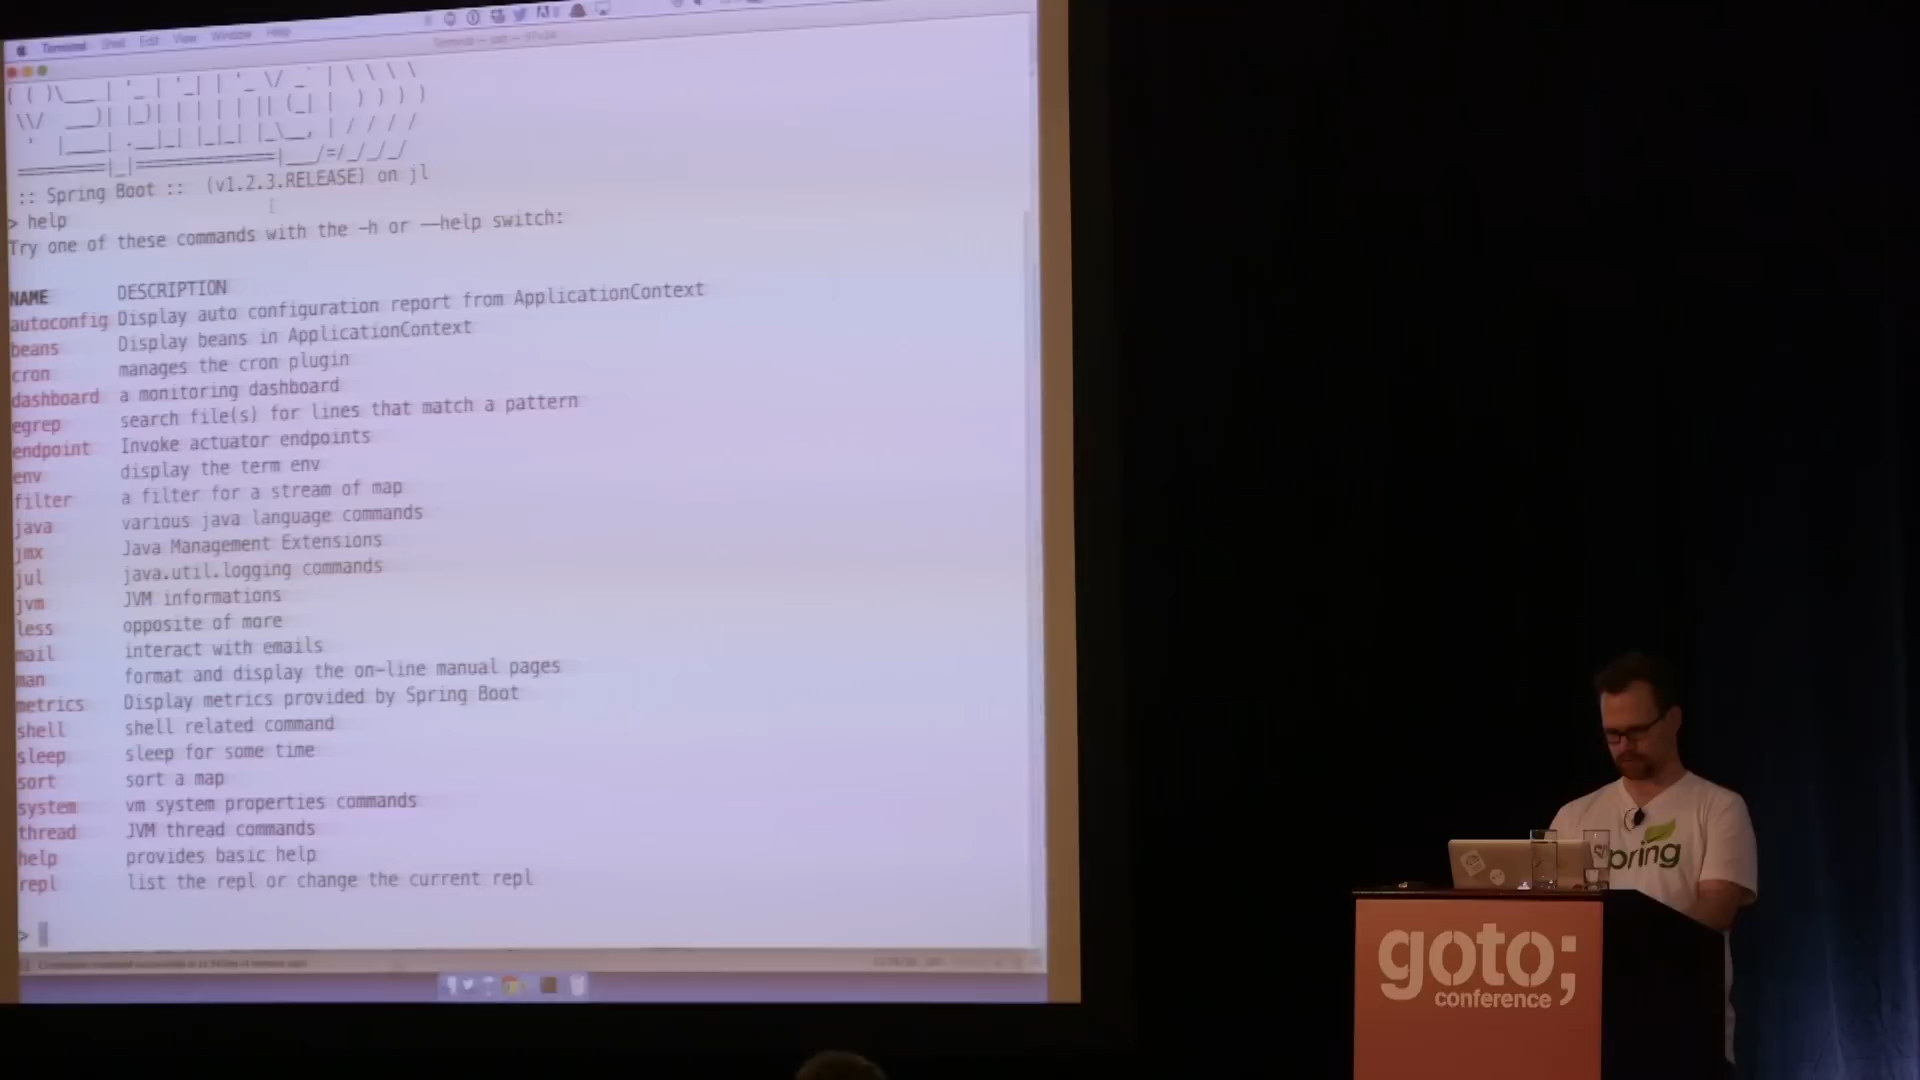 Terminal Shell Edit View Window Help
:: Spring Boot :: (v1.2.3.RELEASE) on jl
> help
Try one of these commands with the -h or --help switch:
NAME DESCRIPTION
autoconfig Display auto configuration report from ApplicationContext
beans Display beans in ApplicationContext
cron manages the cron plugin
dashboard a monitoring dashboard
egrep search file(s) for lines that match a pattern
endpoint Invoke actuator endpoints
env display the term env
filter a filter for a stream of map
java various java language commands
jmx Java Management Extensions
jul java.util.logging commands
jvm JVM informations
less opposite of more
mail interact with emails
man format and display the on-line manual pages
metrics Display metrics provided by Spring Boot
shell shell related command
sleep sleep for some time
sort sort a map
system vm system properties commands
thread JVM thread commands
help provides basic help
repl list the repl or change the current repl
>
pring
goto;
conference